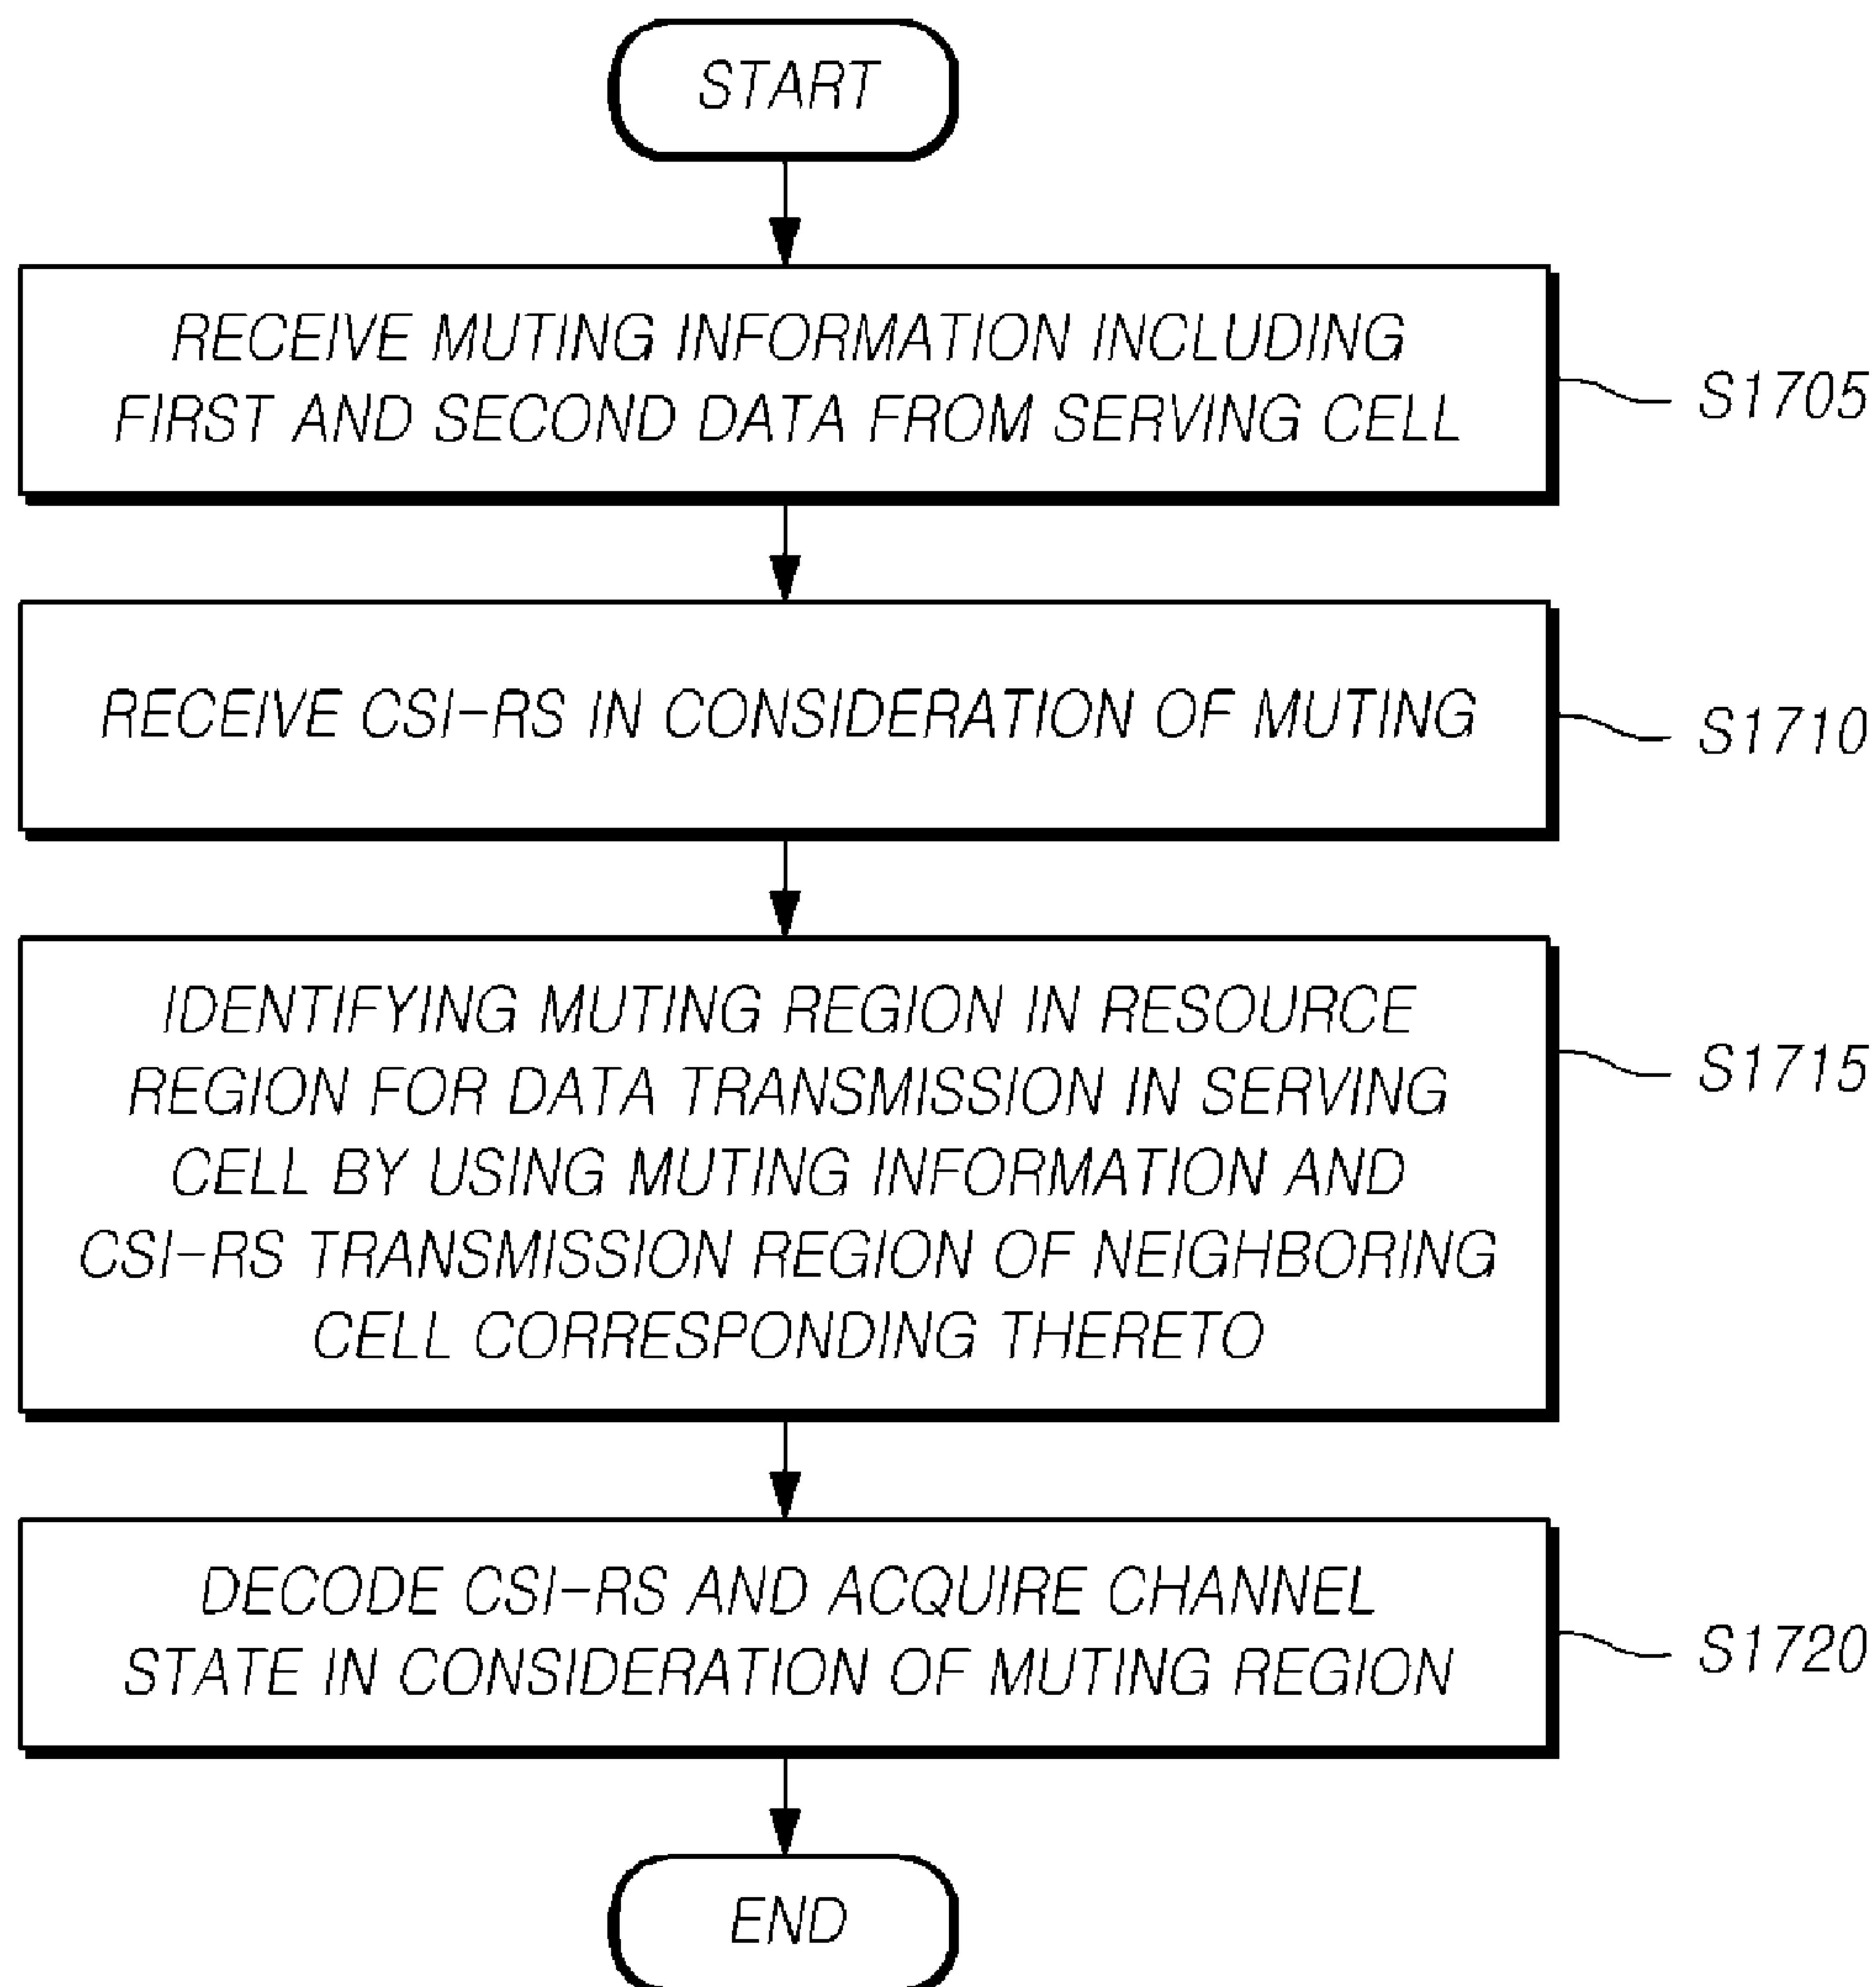 START
RECEIVE MUTING INFORMATION INCLUDING
FIRST AND SECOND DATA FROM SERVING CELL
S1705
RECEIVE CSI-RS IN CONSIDERATION OF MUTING
S1710
IDENTIFYING MUTING REGION IN RESOURCE
REGION FOR DATA TRANSMISSION IN SERVING
CELL BY USING MUTING INFORMATION AND
CSI-RS TRANSMISSION REGION OF NEIGHBORING
CELL CORRESPONDING THERETO
S1715
DECODE CSI-RS AND ACQUIRE CHANNEL
STATE IN CONSIDERATION OF MUTING REGION
S1720
END